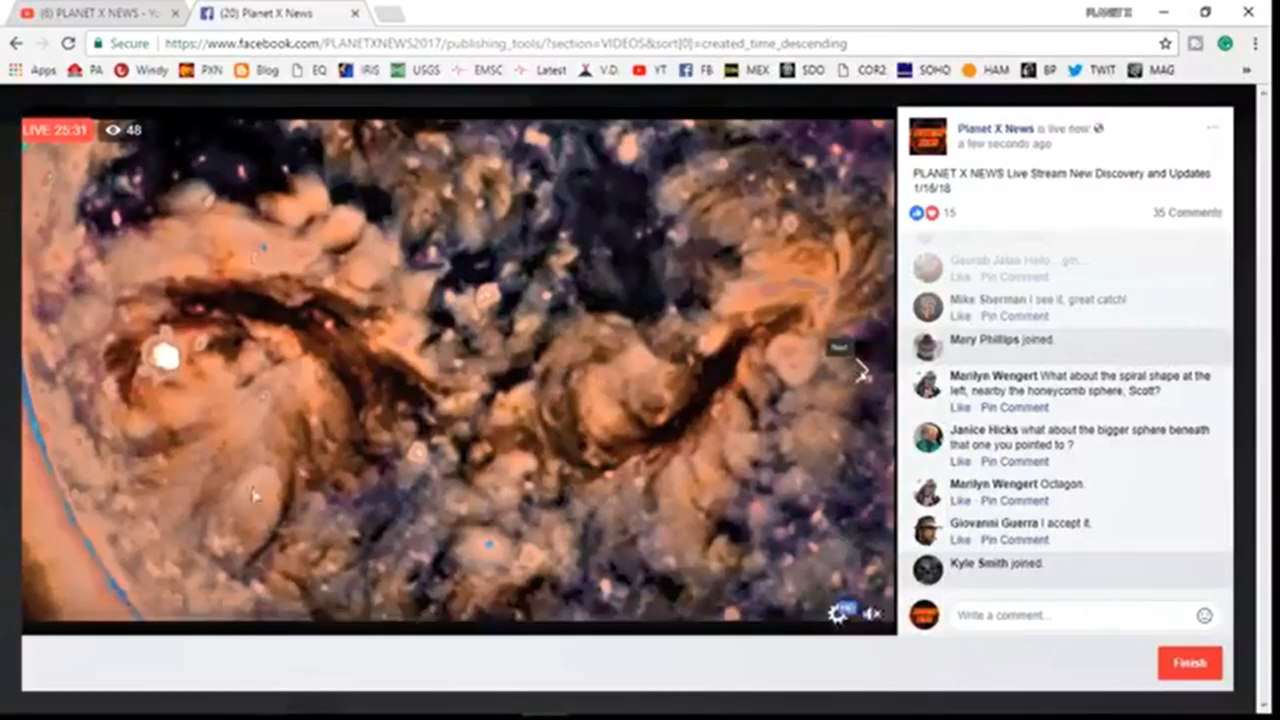 (6) PLANET X NEWS - Yo
(20) Planet X News
PLANET X
Secure
https://www.facebook.com/PLANETXNEWS2017/publishing_tools/?section=VIDEOS&sort[0]=created_time_descending
Apps PA Windy PXN Blog EQ IRIS USGS EMSC Latest V.D. YT FB MEX SDO COR2 SOHO HAM BP TWIT MAG »
LIVE 25:31 48
Planet X News is live now
a few seconds ago
PLANET X NEWS Live Stream New Discovery and Updates
1/16/18
15 35 Comments
Like · Pin Comment
Mike Sherman I see it, great catch!
Like · Pin Comment
Mary Phillips joined.
Marilyn Wengert What about the spiral shape at the
left, nearby the honeycomb sphere, Scott?
Like · Pin Comment
Janice Hicks what about the bigger sphere beneath
that one you pointed to ?
Like · Pin Comment
Marilyn Wengert Octagon.
Like · Pin Comment
Giovanni Guerra I accept it.
Like · Pin Comment
Kyle Smith joined.
Write a comment...
Next
HD
Finish